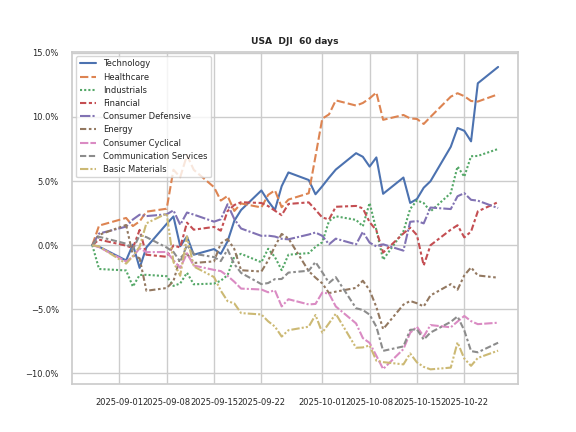 USA DJI 60 days
15.0%
10.0%
5.0%
0.0%
−5.0%
−10.0%
Technology
Healthcare
Industrials
Financial
Consumer Defensive
Energy
Consumer Cyclical
Communication Services
Basic Materials
2025-09-01 2025-09-08 2025-09-15 2025-09-22 2025-10-01 2025-10-08 2025-10-15 2025-10-22